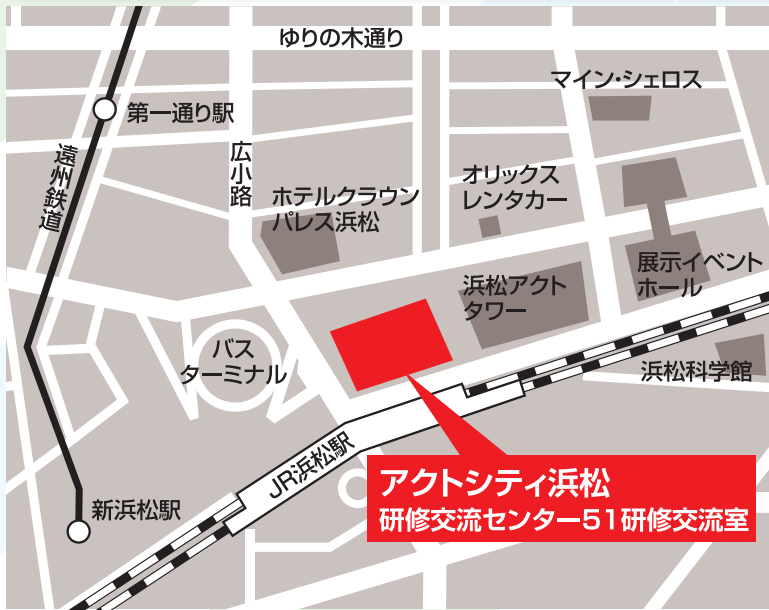 ゆりの木通り
マイン・シェロス
第一通り駅
遠州鉄道
広小路
ホテルクラウン
パレス浜松
オリックス
レンタカー
浜松アクト
タワー
展示イベント
ホール
バス
ターミナル
浜松科学館
JR浜松駅
新浜松駅
アクトシティ浜松
研修交流センター51研修交流室